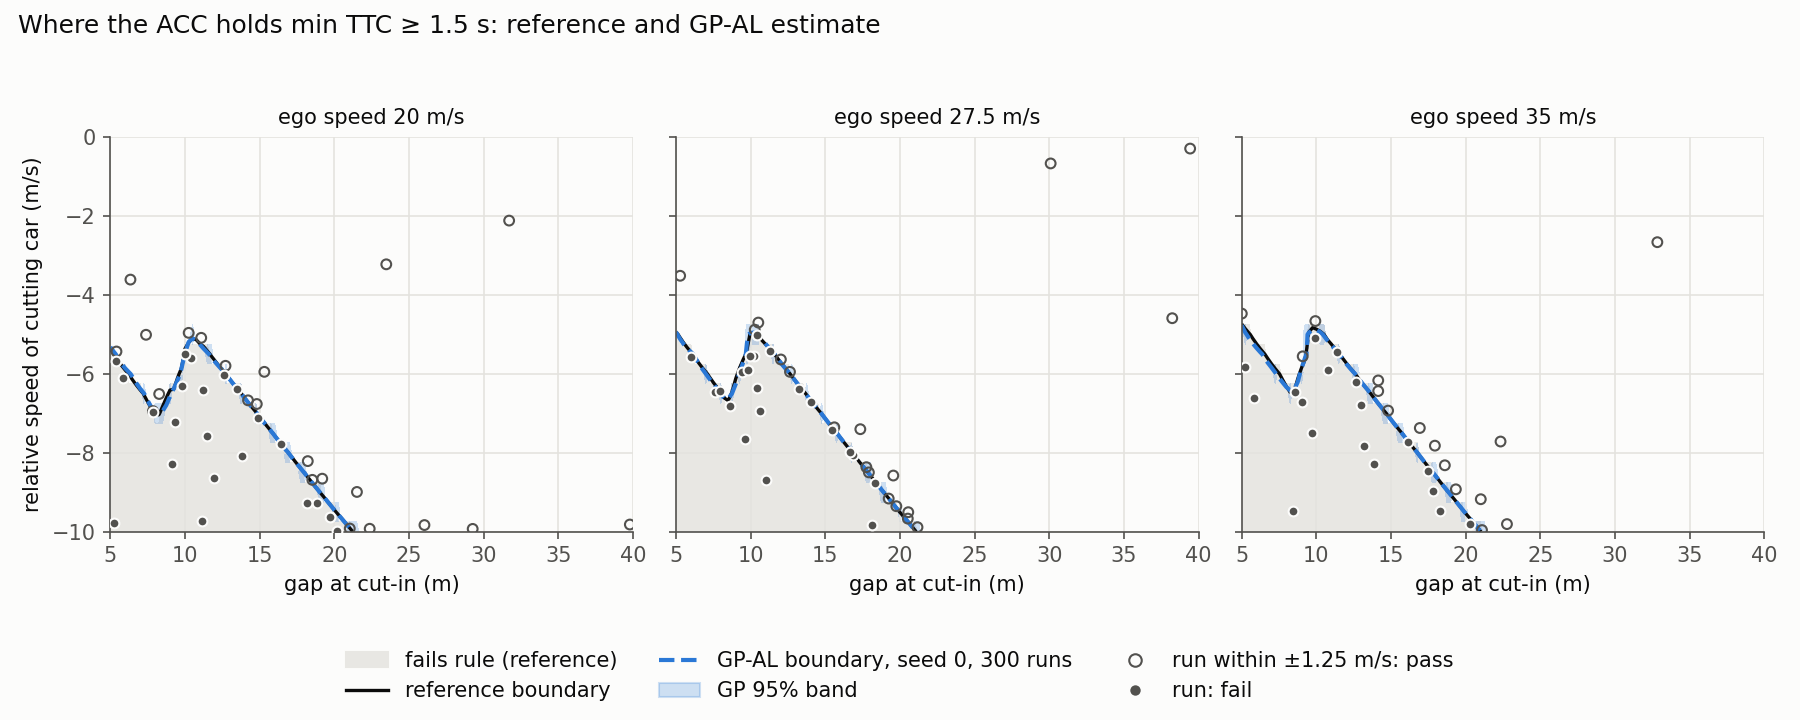 Where the ACC holds min TTC ≥ 1.5 s: reference and GP-AL estimate
ego speed 20 m/s
ego speed 27.5 m/s
ego speed 35 m/s
relative speed of cutting car (m/s)
0
−2
−4
−6
−8
−10
5 10 15 20 25 30 35 40
5 10 15 20 25 30 35 40
5 10 15 20 25 30 35 40
gap at cut-in (m)
gap at cut-in (m)
gap at cut-in (m)
fails rule (reference)
reference boundary
GP-AL boundary, seed 0, 300 runs
GP 95% band
run within ±1.25 m/s: pass
run: fail